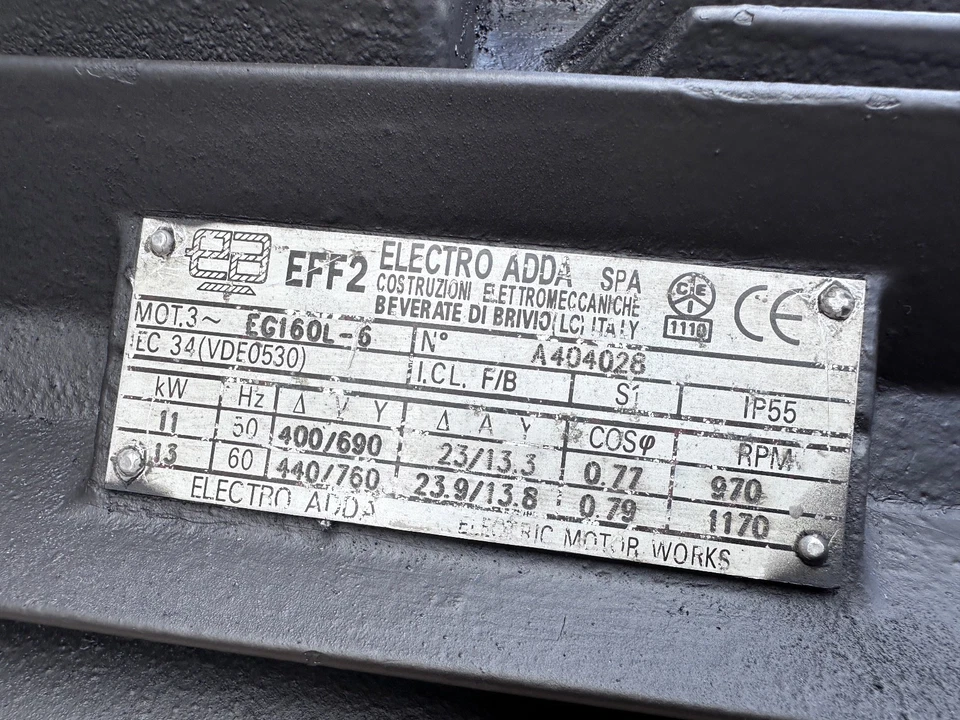 EFF2 ELECTRO ADDA SPA
COSTRUZIONI ELETTROMECCANICHE
BEVERATE DI BRIVIO (LC) ITALY
CEI
1110
CE
MOT.3~ EG160L-6 N° A404028
IEC 34(VDE0530) I.CL. F/B S1 IP55
kW Hz Δ V Y Δ A Y COSφ RPM
11 50 400/690 23/13.3 0.77 970
13 60 440/760 23.9/13.8 0.79 1170
ELECTRO ADDA ELECTRIC MOTOR WORKS